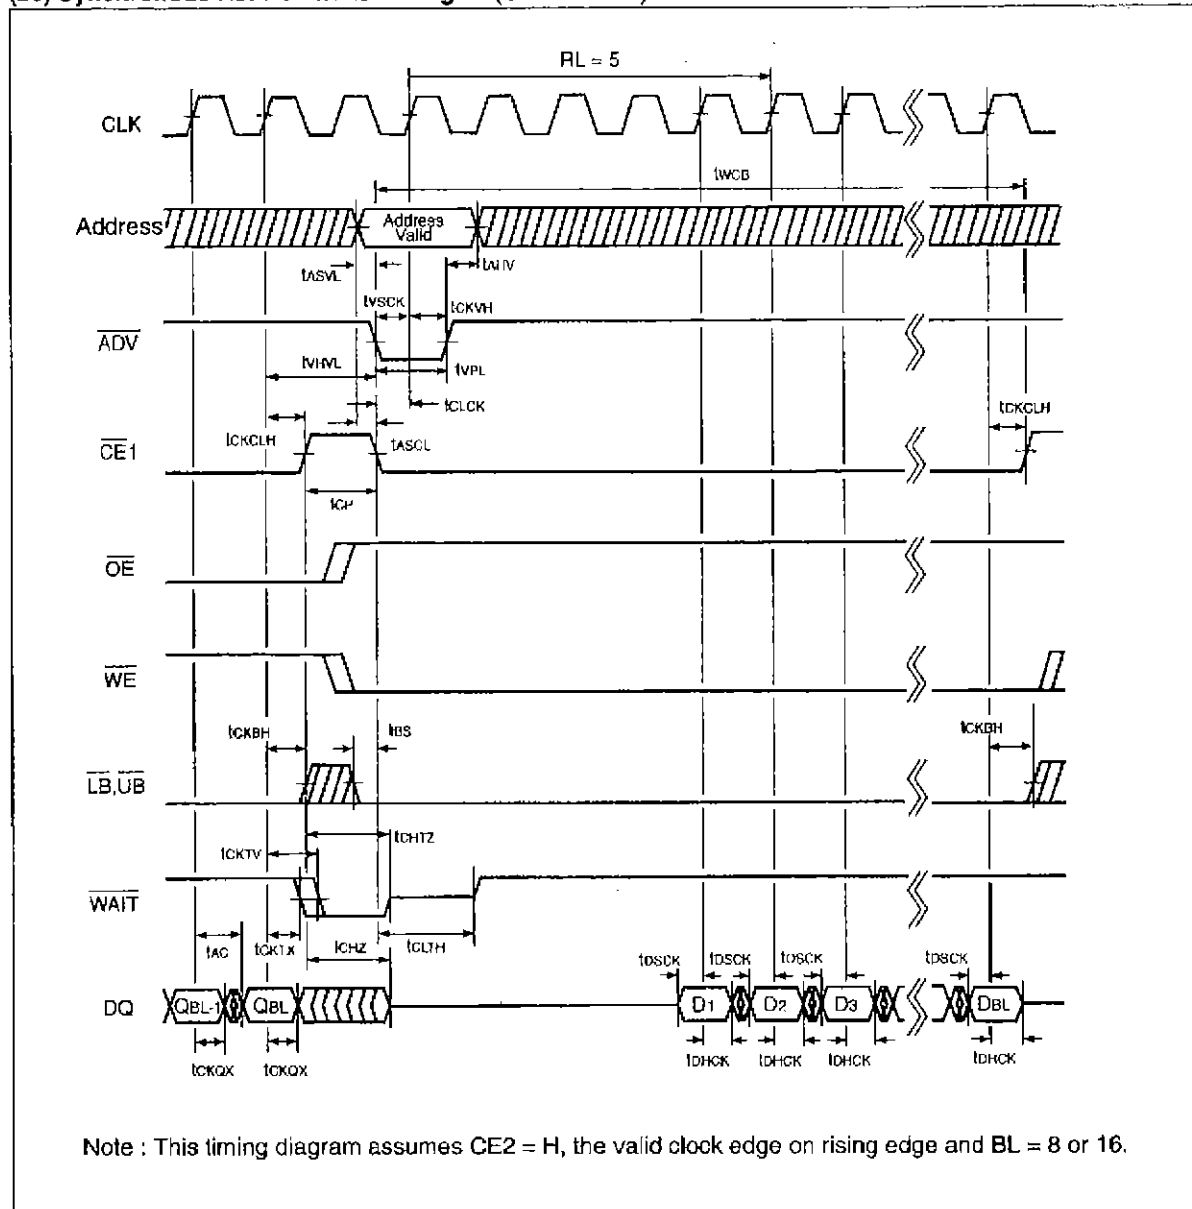 RL = 5
CLK
tWCB
Address
Address
Valid
tASVL
tAHV
tVSCK
tCKVH
ADV
tVHVL
tVPL
tCLCK
tCKCLH
tCKCLH
tASCL
CE1
tCP
OE
WE
tCKBH
tBS
tCKBH
LB,UB
tCHTZ
tCKTV
WAIT
tAC
tCKTX
tCHZ
tCLTH
tDSCK
tDSCK
tDSCK
tDSCK
DQ
QBL-1
QBL
D1
D2
D3
DBL
tCKQX
tCKQX
tDHCK
tDHCK
tDHCK
tDHCK
Note : This timing diagram assumes CE2 = H, the valid clock edge on rising edge and BL = 8 or 16.